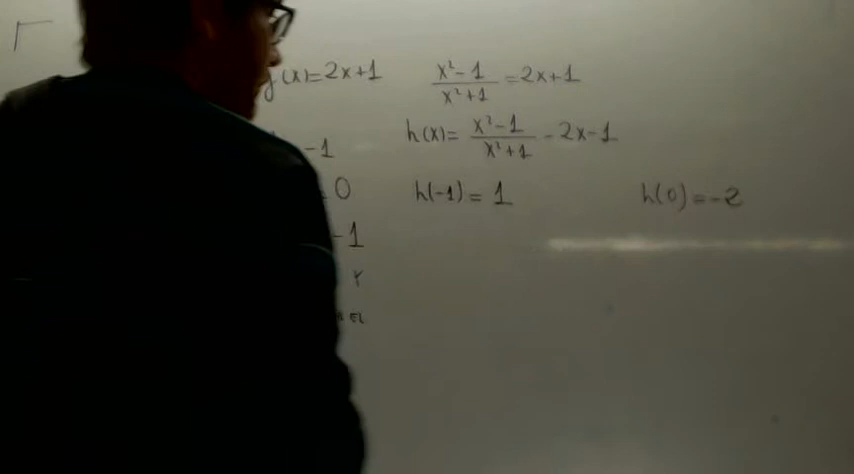 g(x)=2x+1
x²-1/x²+1 = 2x+1
h(x)= x²-1/x²+1 -2x-1
-1
0
h(-1) = 1
h(0)=-2
-1